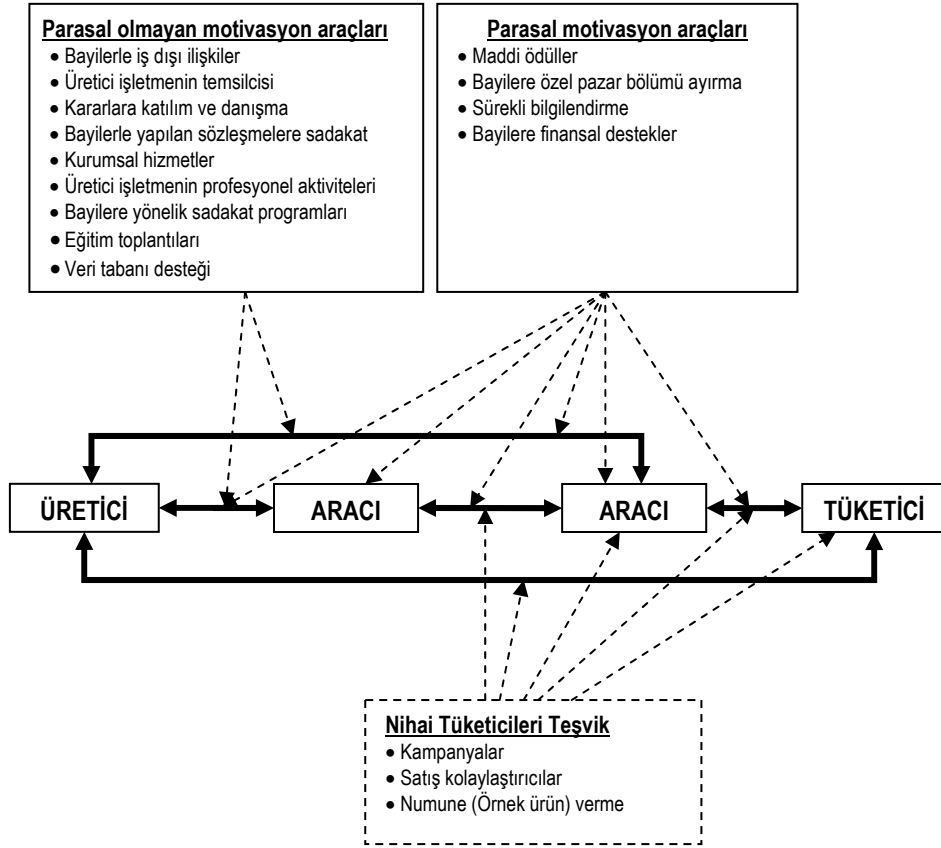 Parasal olmayan motivasyon araçları
• Bayilerle iş dışı ilişkiler
• Üretici işletmenin temsilcisi
• Kararlara katılım ve danışma
• Bayilerle yapılan sözleşmelere sadakat
• Kurumsal hizmetler
• Üretici işletmenin profesyonel aktiviteleri
• Bayilere yönelik sadakat programları
• Eğitim toplantıları
• Veri tabanı desteği
Parasal motivasyon araçları
• Maddi ödüller
• Bayilere özel pazar bölümü ayırma
• Sürekli bilgilendirme
• Bayilere finansal destekler
ÜRETİCİ
ARACI
ARACI
TÜKETİCİ
Nihai Tüketicileri Teşvik
• Kampanyalar
• Satış kolaylaştırıcılar
• Numune (Örnek ürün) verme